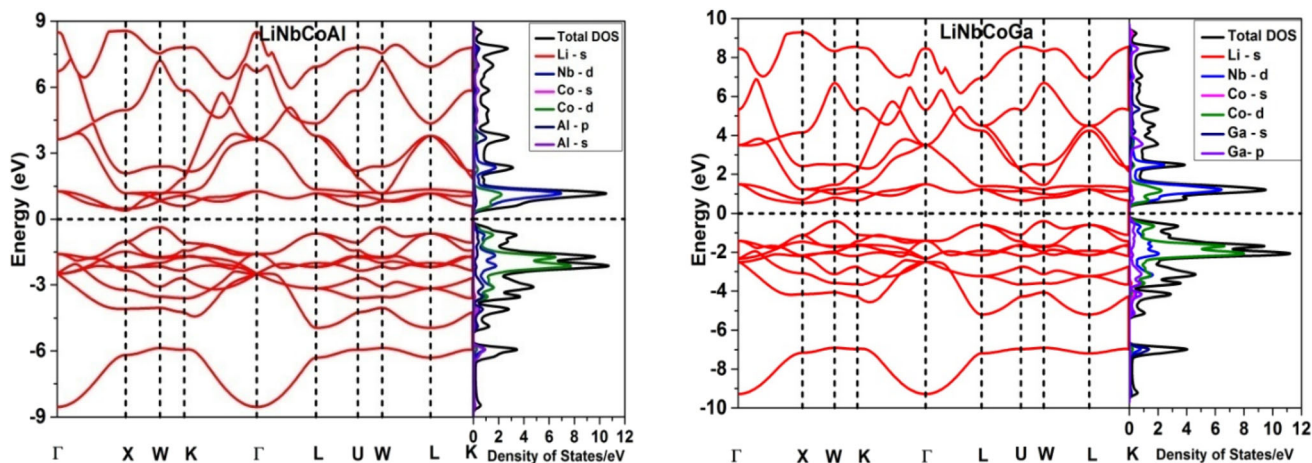 LiNbCoAl
Energy (eV)
9
6
3
0
-3
-6
-9
Γ X W K Γ L U W L K
Total DOS
Li - s
Nb - d
Co - s
Co - d
Al - p
Al - s
0 2 4 6 8 10 12
Density of States/eV
LiNbCoGa
Energy (eV)
10
8
6
4
2
0
-2
-4
-6
-8
-10
Γ X W K Γ L U W L K
Total DOS
Li - s
Nb - d
Co - s
Co- d
Ga - s
Ga- p
0 2 4 6 8 10 12
Density of States/eV